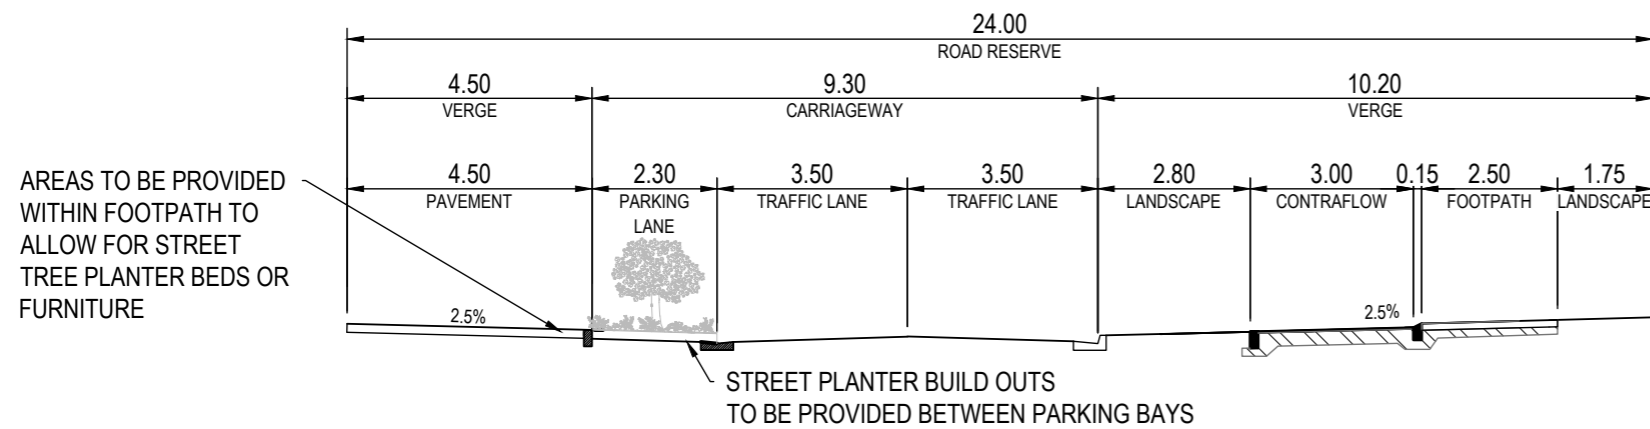 24.00
ROAD RESERVE
4.50
VERGE
9.30
CARRIAGEWAY
10.20
VERGE
4.50
PAVEMENT
2.30
PARKING
LANE
3.50
TRAFFIC LANE
3.50
TRAFFIC LANE
2.80
LANDSCAPE
3.00
CONTRAFLOW
0.15
2.50
FOOTPATH
1.75
LANDSCAPE
AREAS TO BE PROVIDED
WITHIN FOOTPATH TO
ALLOW FOR STREET
TREE PLANTER BEDS OR
FURNITURE
2.5%
2.5%
STREET PLANTER BUILD OUTS
TO BE PROVIDED BETWEEN PARKING BAYS